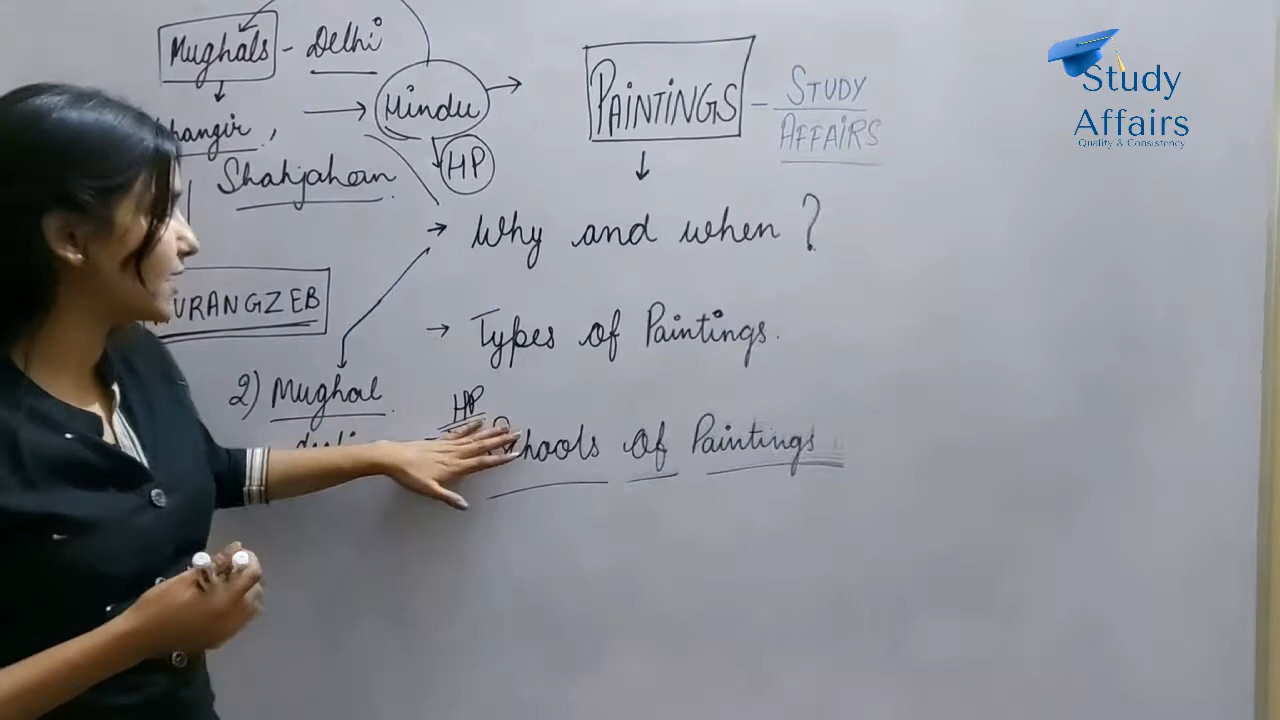 Mughals - Delhi
hangir,
Shahjahan
URANGZEB
2) Mughal
Hindu
HP
PAINTINGS - STUDY
AFFAIRS
→ Why and when?
→ Types of Paintings.
HP
Schools of Paintings
Study
Affairs
Quality & Consistency